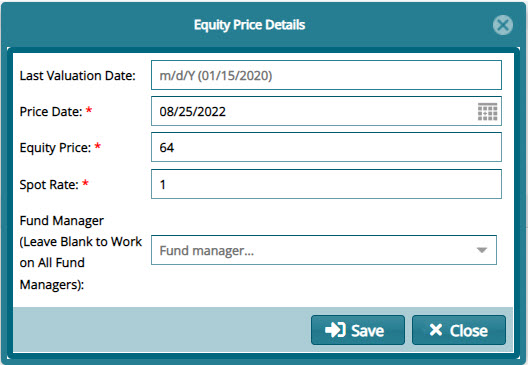 Equity Price Details
Last Valuation Date: m/d/Y (01/15/2020)
Price Date: * 08/25/2022
Equity Price: * 64
Spot Rate: * 1
Fund Manager
(Leave Blank to Work
on All Fund
Managers):
Fund manager...
Save
Close